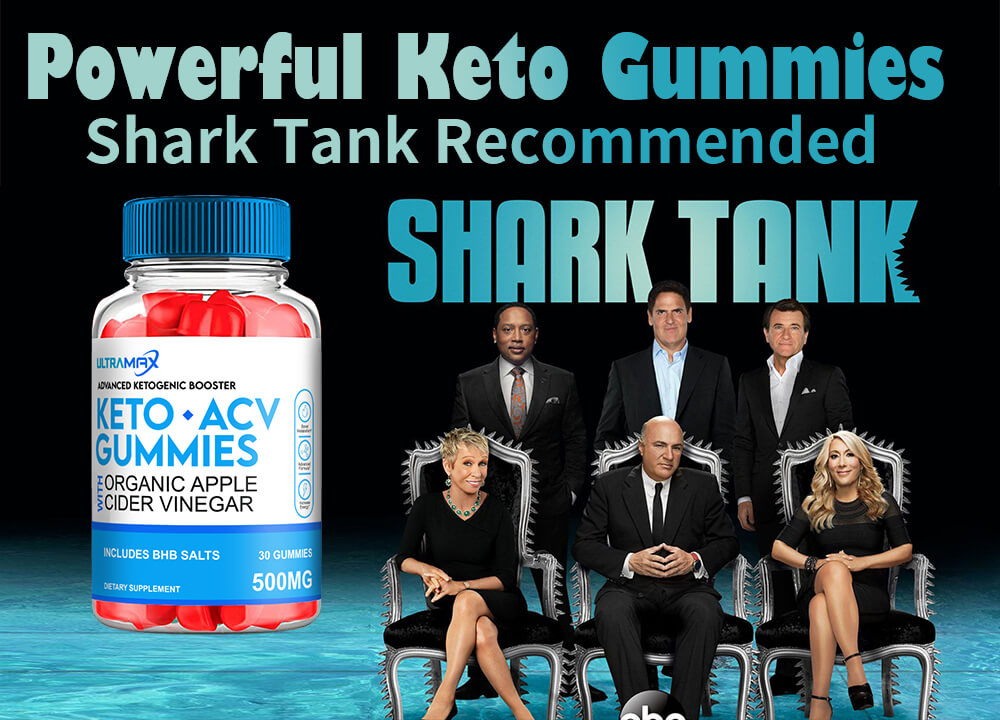 Powerful Keto Gummies
Shark Tank Recommended
SHARK TANK
ULTRAMAX
ADVANCED KETOGENIC BOOSTER
KETO • ACV
GUMMIES
WITH
ORGANIC APPLE
CIDER VINEGAR
INCLUDES BHB SALTS
30 GUMMIES
500MG
DIETARY SUPPLEMENT
abc